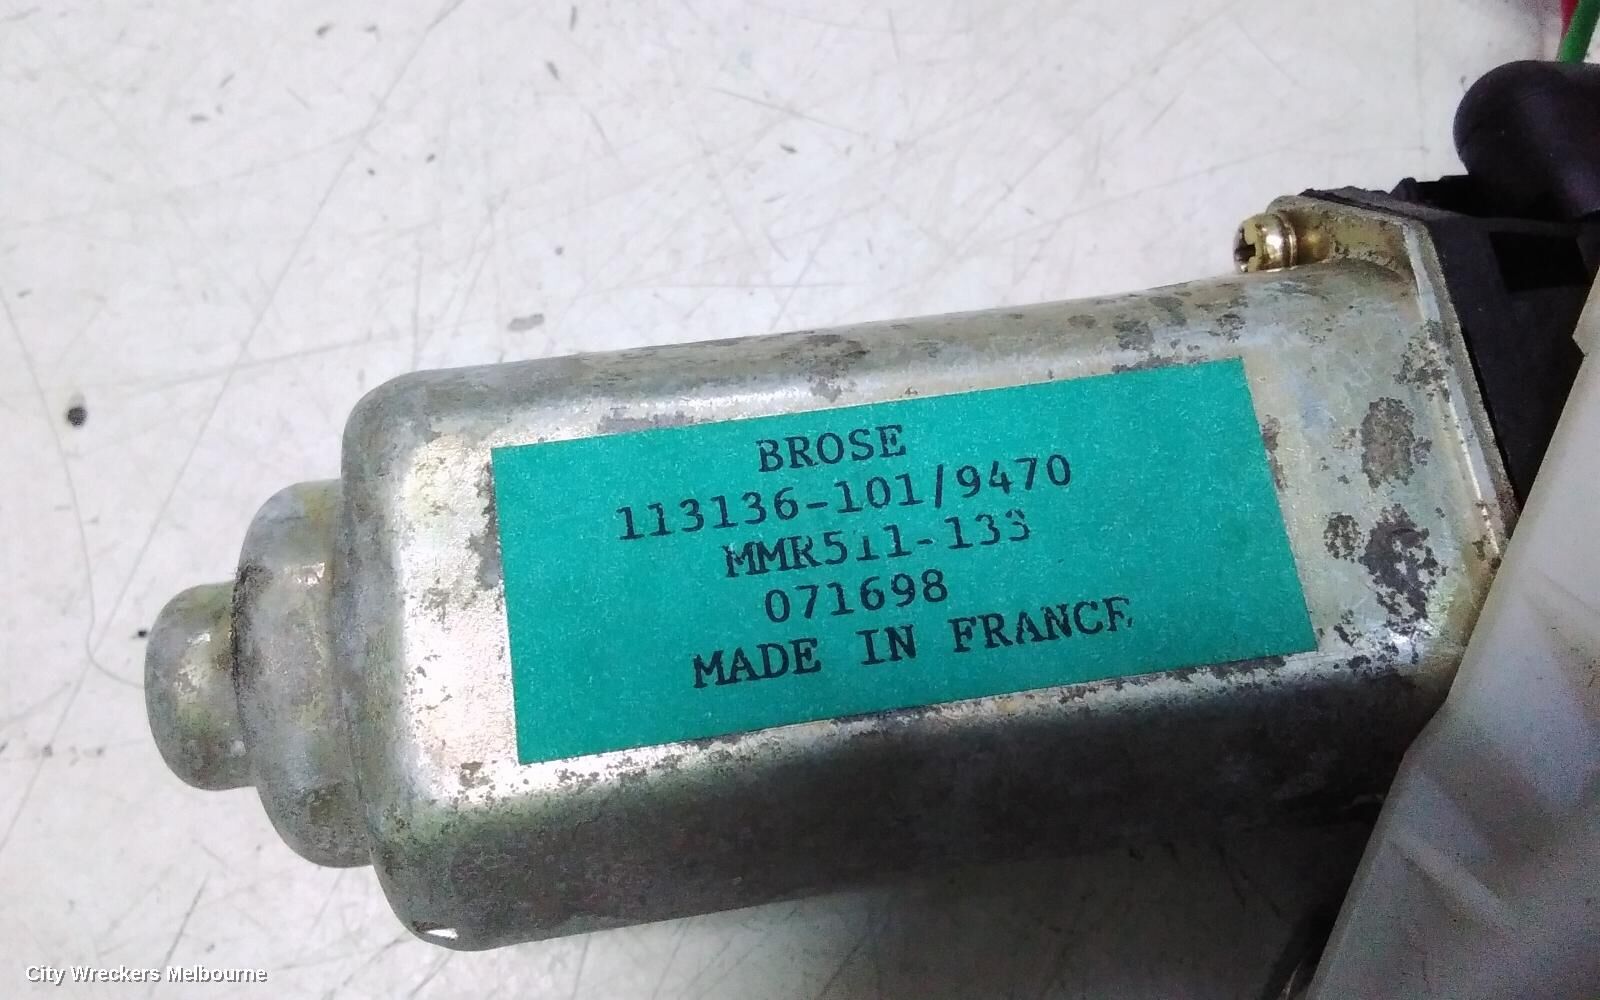 BROSE
113136-101/9470
MMR511-133
071698
MADE IN FRANCE
City Wreckers Melbourne